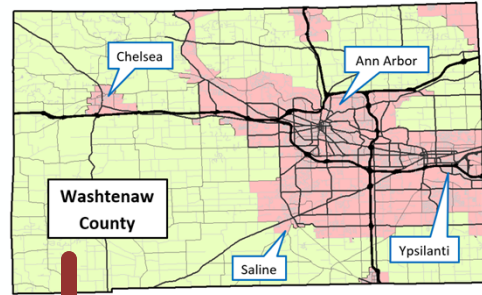 Chelsea
Ann Arbor
Washtenaw
County
Saline
Ypsilanti